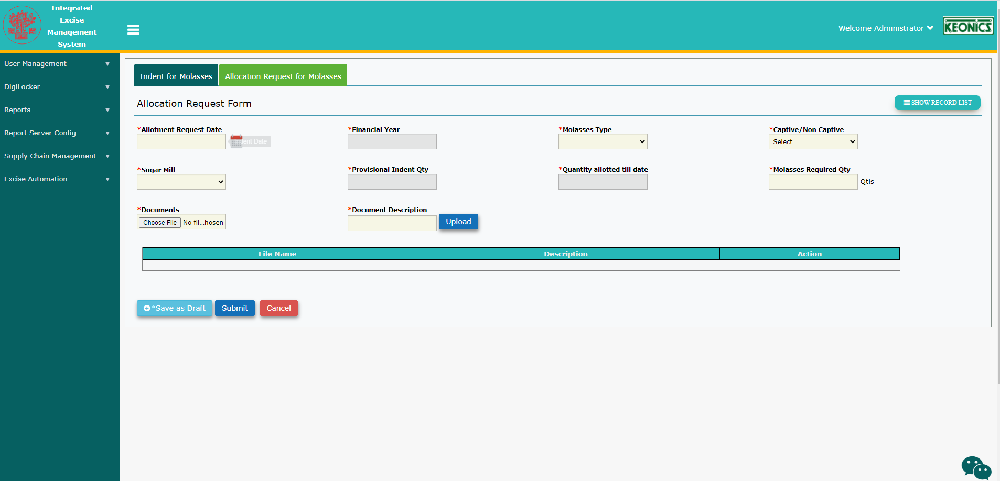 Integrated
Excise
Management
System
Welcome Administrator
KEONICS
User Management
DigiLocker
Reports
Report Server Config
Supply Chain Management
Excise Automation
Indent for Molasses
Allocation Request for Molasses
Allocation Request Form
SHOW RECORD LIST
*Allotment Request Date
*Financial Year
*Molasses Type
*Captive/Non Captive
Date
Select
*Sugar Mill
*Provisional Indent Qty
*Quantity allotted till date
*Molasses Required Qty
Qtls
*Documents
*Document Description
Choose File No fil...hosen
Upload
File Name
Description
Action
*Save as Draft
Submit
Cancel